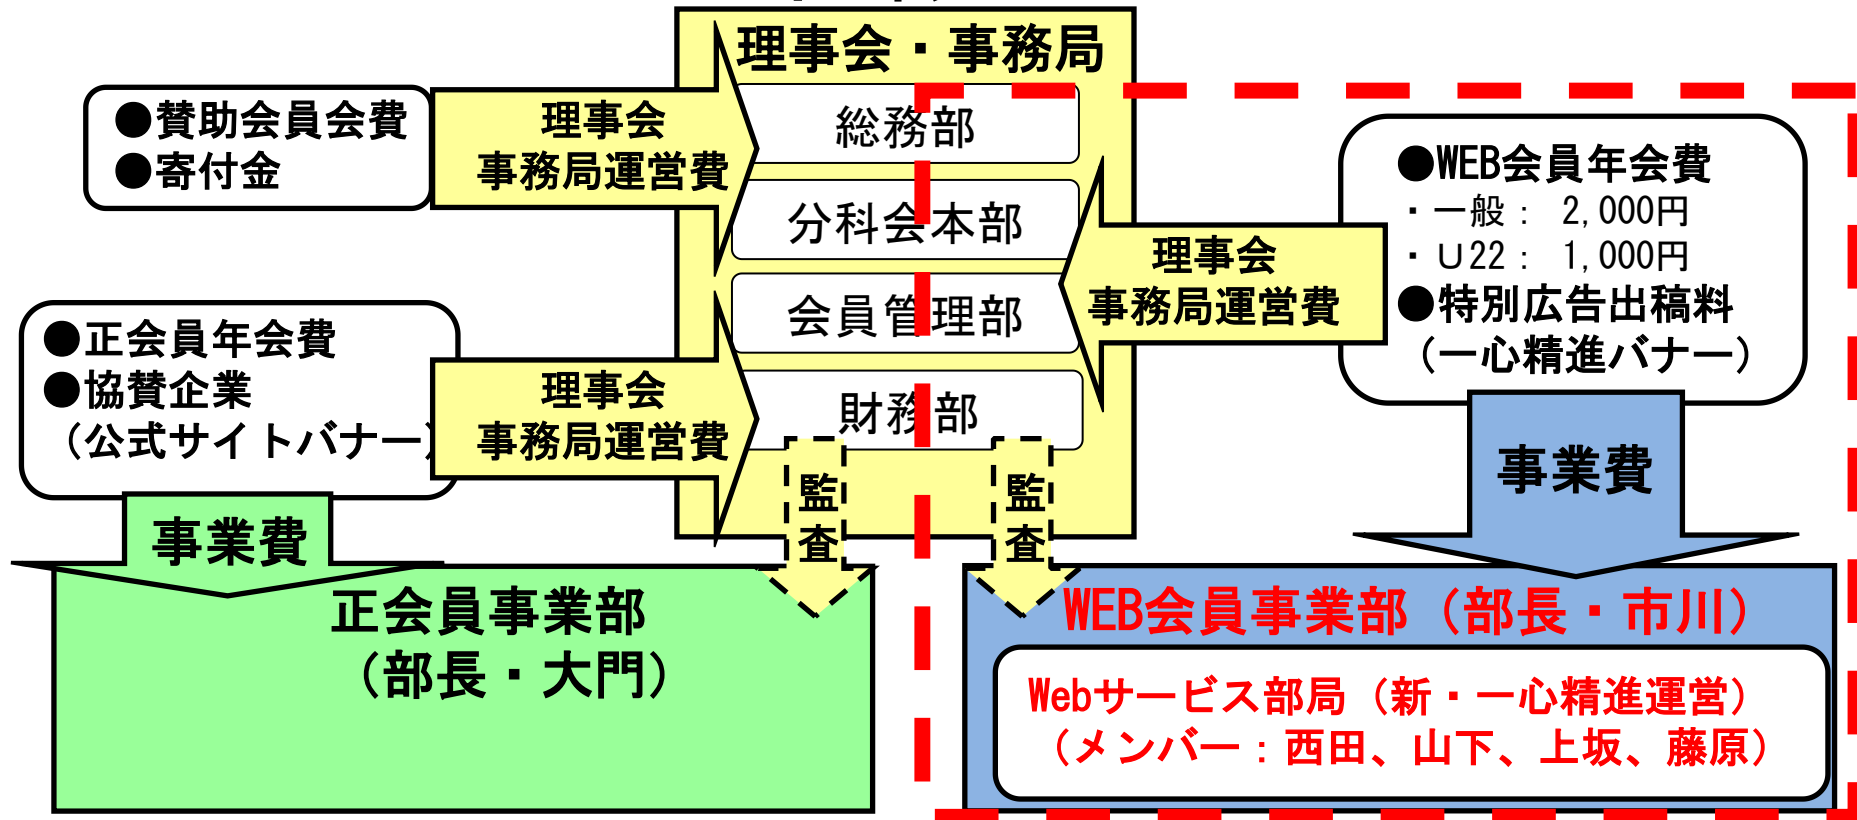 理事会・事務局
総務部
分科会本部
会員管理部
財務部
●賛助会員会費
●寄付金
理事会
事務局運営費
●正会員年会費
●協賛企業
（公式サイトバナー）
理事会
事務局運営費
●WEB会員年会費
・一般： 2,000円
・Ｕ22： 1,000円
●特別広告出稿料
（一心精進バナー）
理事会
事務局運営費
事業費
事業費
監
査
監
査
正会員事業部
（部長・大門）
WEB会員事業部（部長・市川）
Webサービス部局（新・一心精進運営）
（メンバー：西田、山下、上坂、藤原）